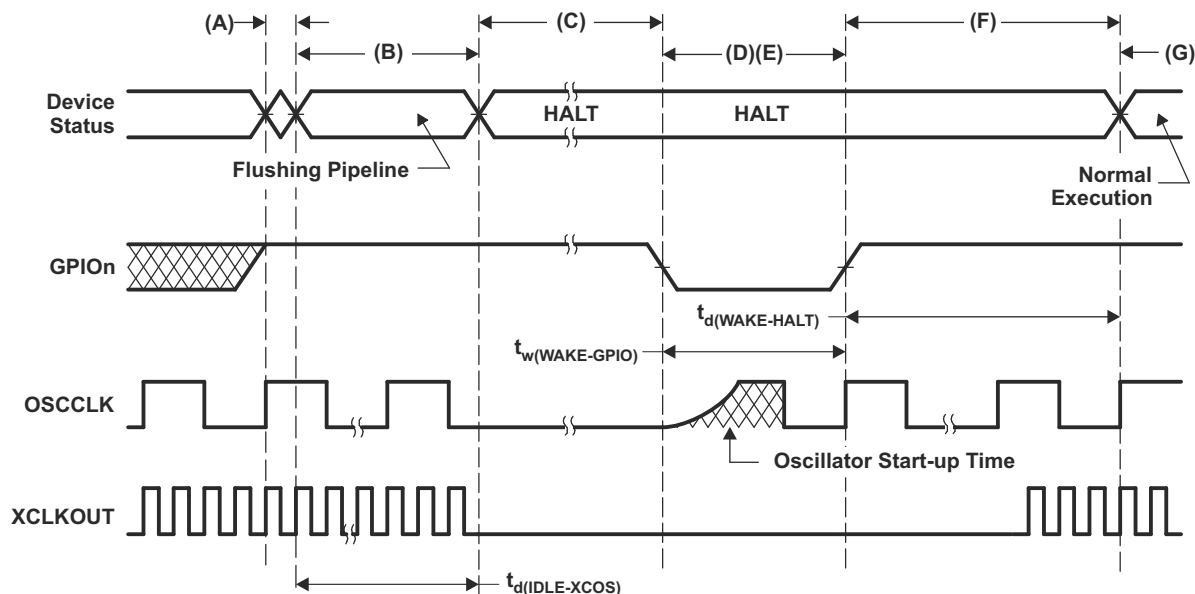 (A)
(C)
(F)
(B)
(D)(E)
(G)
Device
Status
HALT
HALT
Flushing Pipeline
Normal
Execution
GPIOn
td(WAKE-HALT)
tw(WAKE-GPIO)
OSCCLK
Oscillator Start-up Time
XCLKOUT
td(IDLE-XCOS)